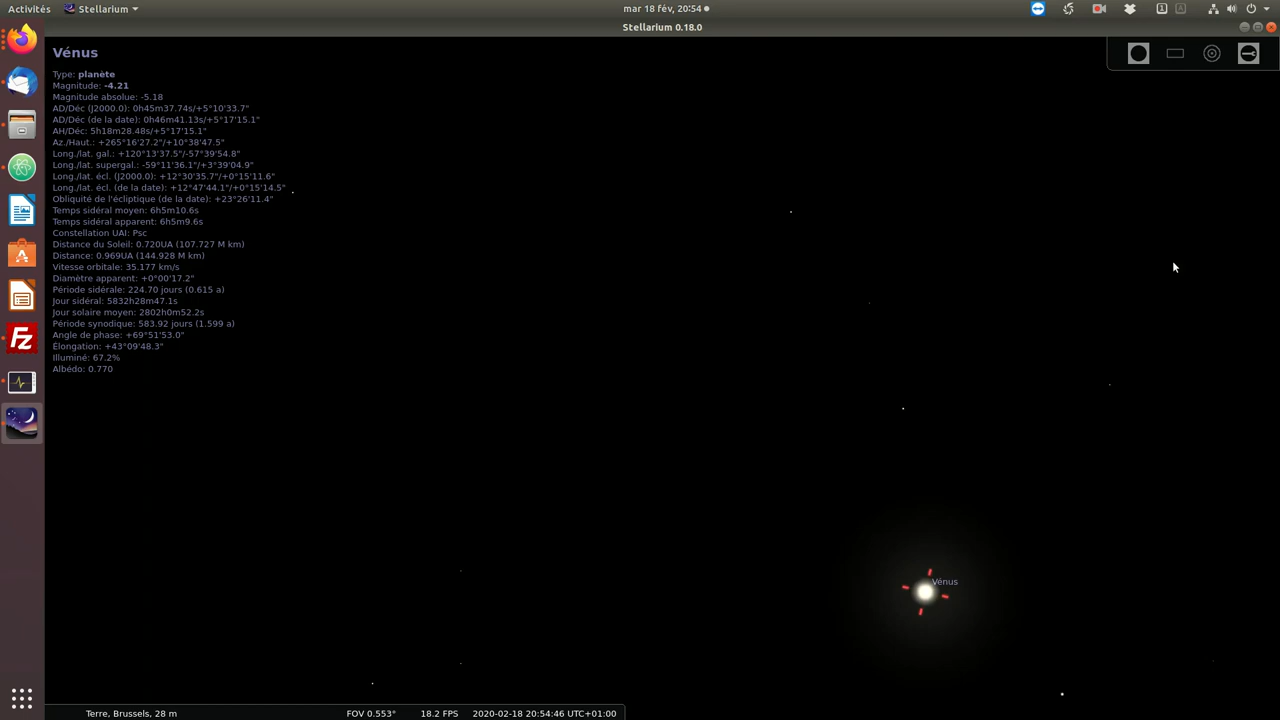 Activités Stellarium mar 18 fév, 20:54
Stellarium 0.18.0
Vénus
Type: planète
Magnitude: -4.21
Magnitude absolue: -5.18
AD/Déc (J2000.0): 0h45m37.74s/+5°10'33.7"
AD/Déc (de la date): 0h46m41.13s/+5°17'15.1"
AH/Déc: 5h18m28.48s/+5°17'15.1"
Az./Haut.: +265°16'27.2"/+10°38'47.5"
Long./lat. gal.: +120°13'37.5"/-57°39'54.8"
Long./lat. supergal.: -59°11'36.1"/+3°39'04.9"
Long./lat. écl. (J2000.0): +12°30'35.7"/+0°15'11.6"
Long./lat. écl. (de la date): +12°47'44.1"/+0°15'14.5"
Obliquité de l'écliptique (de la date): +23°26'11.4"
Temps sidéral moyen: 6h5m10.6s
Temps sidéral apparent: 6h5m9.6s
Constellation UAI: Psc
Distance du Soleil: 0.720UA (107.727 M km)
Distance: 0.969UA (144.928 M km)
Vitesse orbitale: 35.177 km/s
Diamètre apparent: +0°00'17.2"
Période sidérale: 224.70 jours (0.615 a)
Jour sidéral: 5832h28m47.1s
Jour solaire moyen: 2802h0m52.2s
Période synodique: 583.92 jours (1.599 a)
Angle de phase: +69°51'53.0"
Élongation: +43°09'48.3"
Illuminé: 67.2%
Albédo: 0.770
Vénus
Terre, Brussels, 28 m FOV 0.553° 18.2 FPS 2020-02-18 20:54:46 UTC+01:00